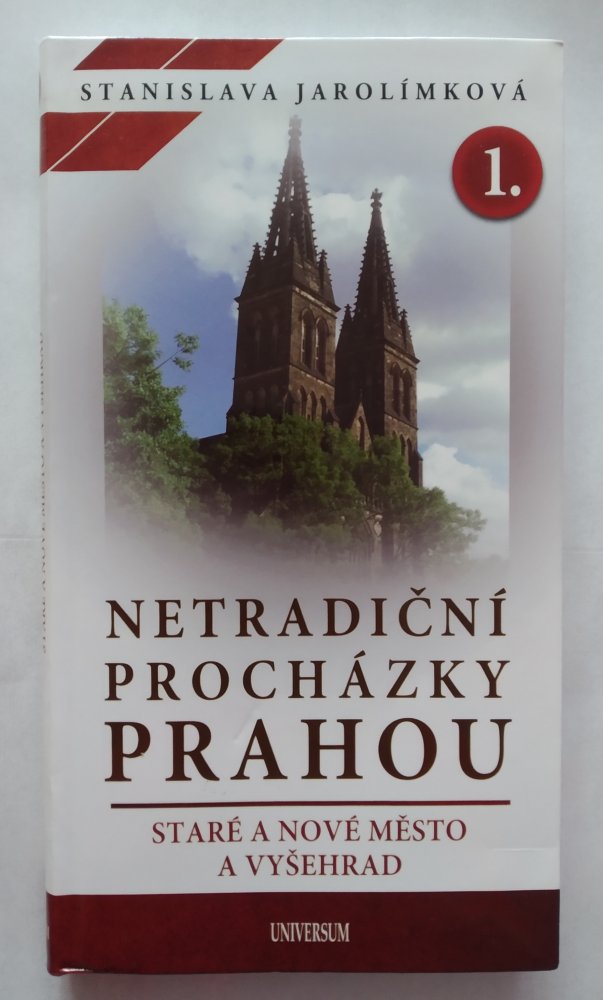 STANISLAVA JAROLÍMKOVÁ
1.
NETRADIČNÍ
PROCHÁZKY
PRAHOU
STARÉ A NOVÉ MĚSTO
A VYŠEHRAD
UNIVERSUM